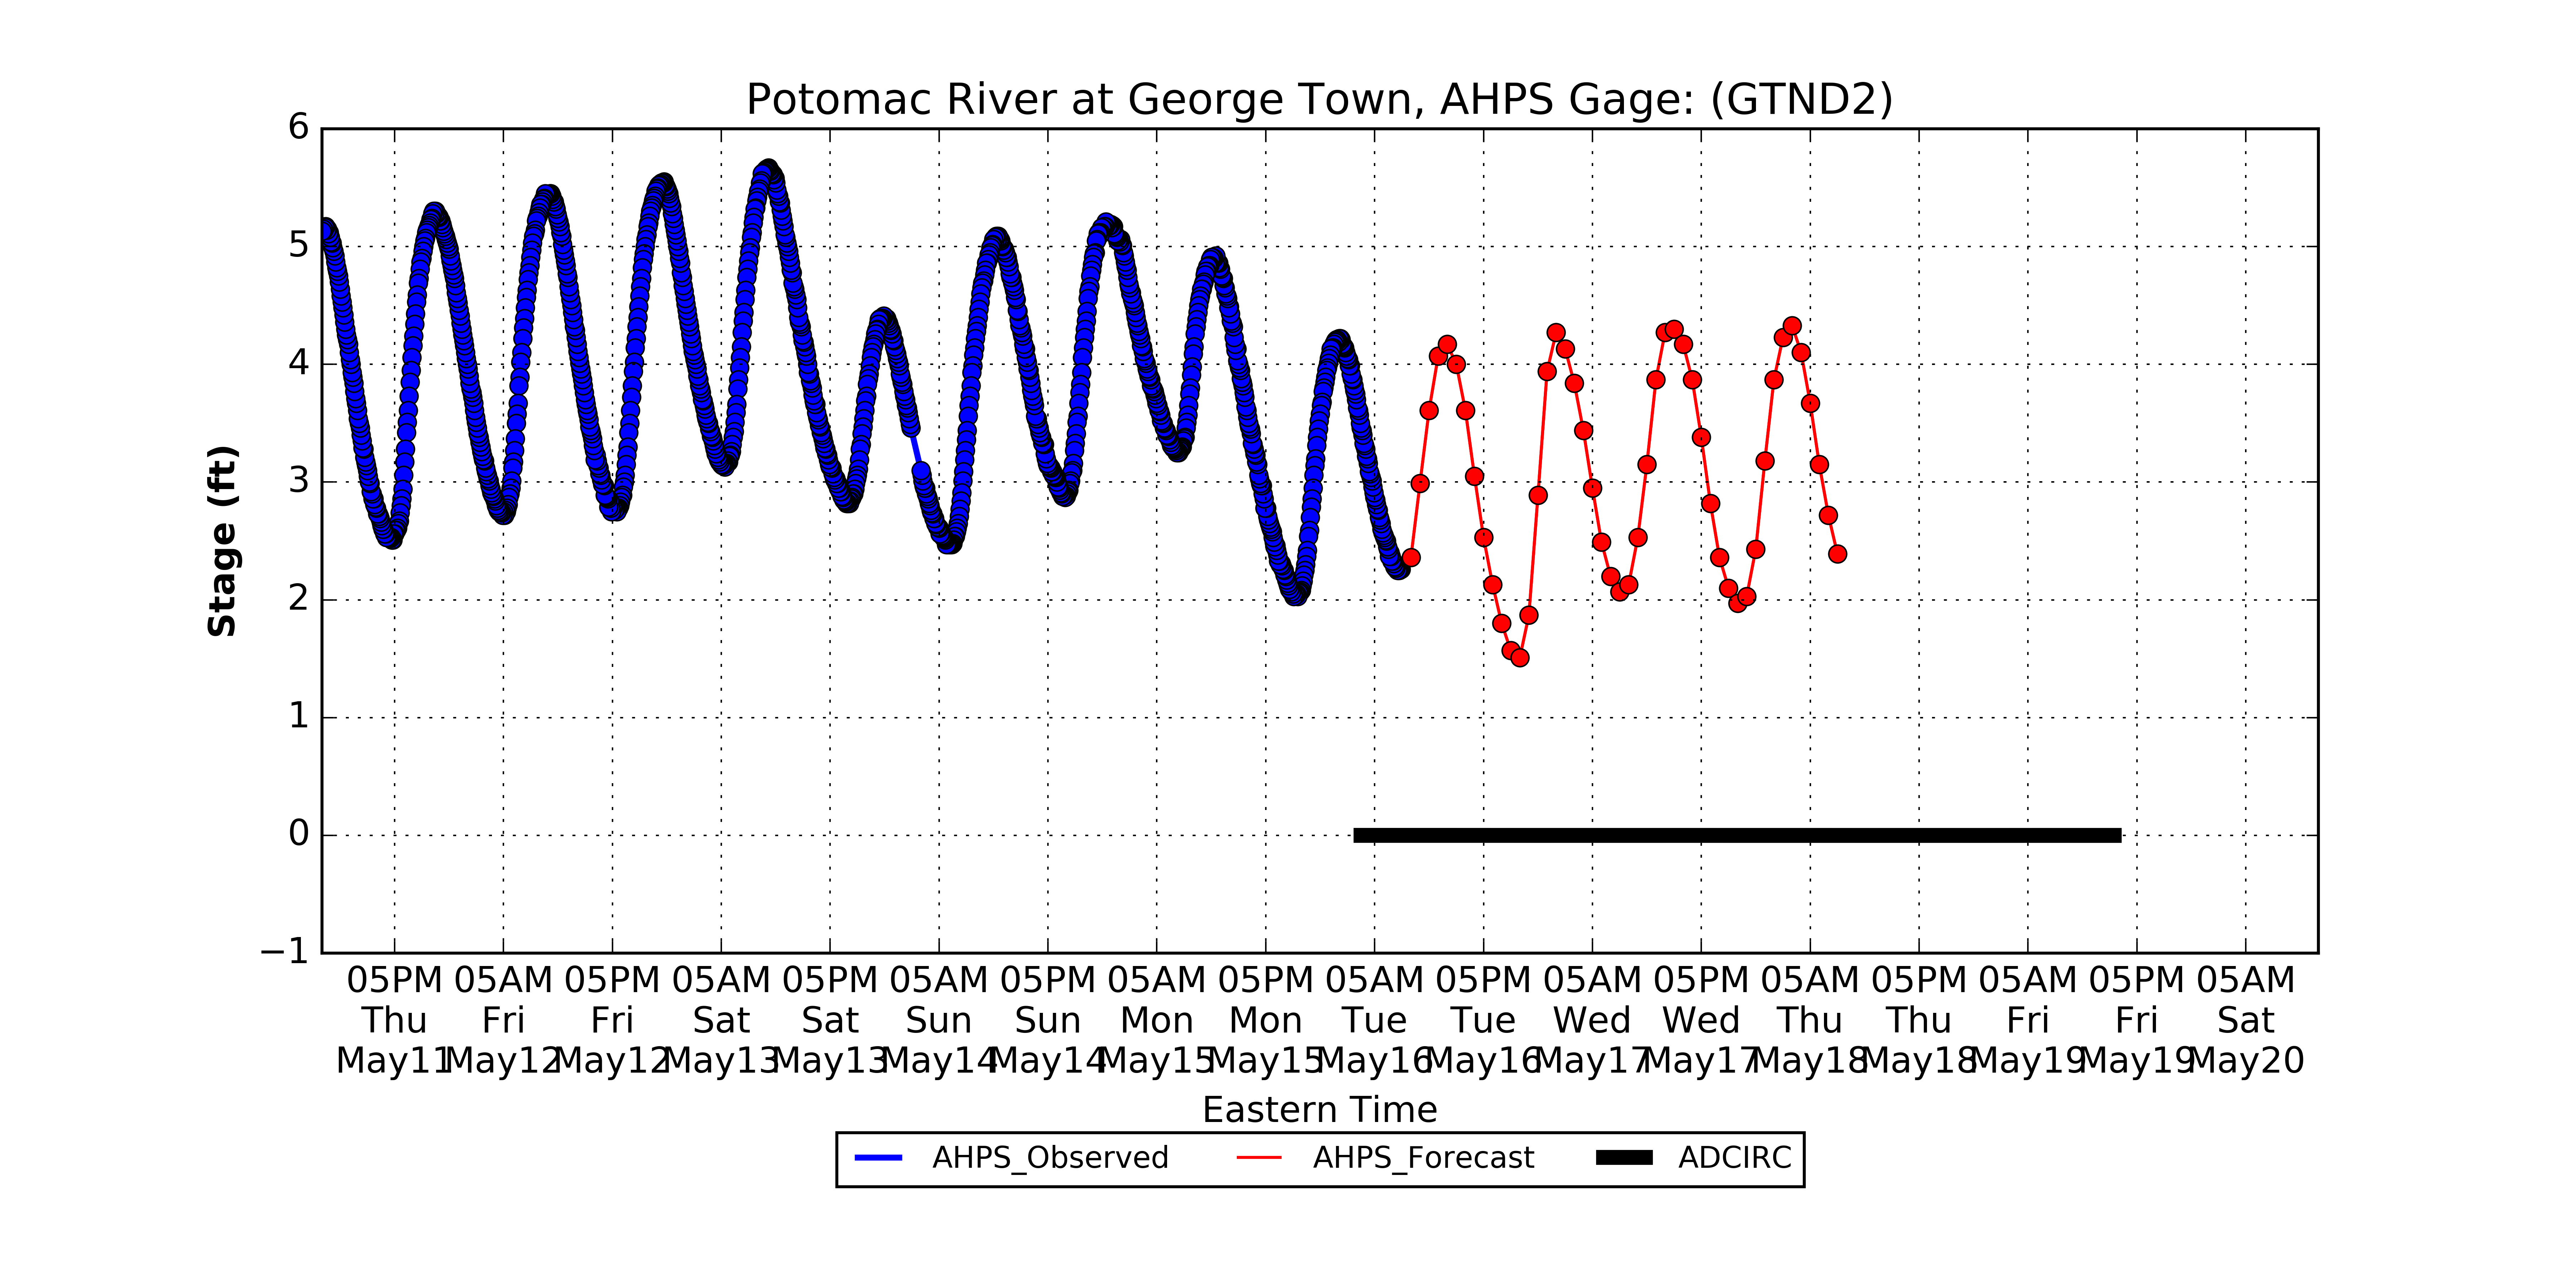 Potomac River at George Town, AHPS Gage: (GTND2)
6
5
4
3
2
1
0
−1
Stage (ft)
05PM 05AM 05PM 05AM 05PM 05AM 05PM 05AM 05PM 05AM 05PM 05AM 05PM 05AM 05PM 05AM 05PM 05AM
Thu Fri Fri Sat Sat Sun Sun Mon Mon Tue Tue Wed Wed Thu Thu Fri Fri Sat
May11 May12 May12 May13 May13 May14 May14 May15 May15 May16 May16 May17 May17 May18 May18 May19 May19 May20
Eastern Time
AHPS_Observed AHPS_Forecast ADCIRC